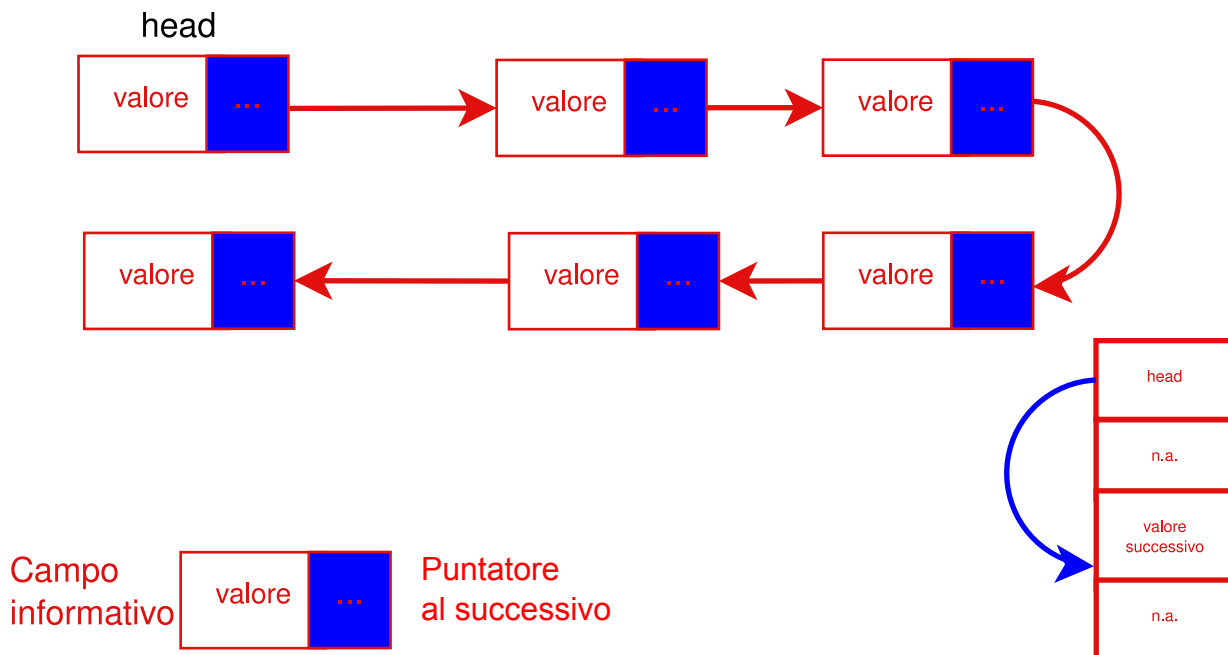 head
valore ... valore ... valore ...
valore ... valore ... valore ...
head
n.a.
valore
successivo
n.a.
Campo
informativo
valore ...
Puntatore
al successivo